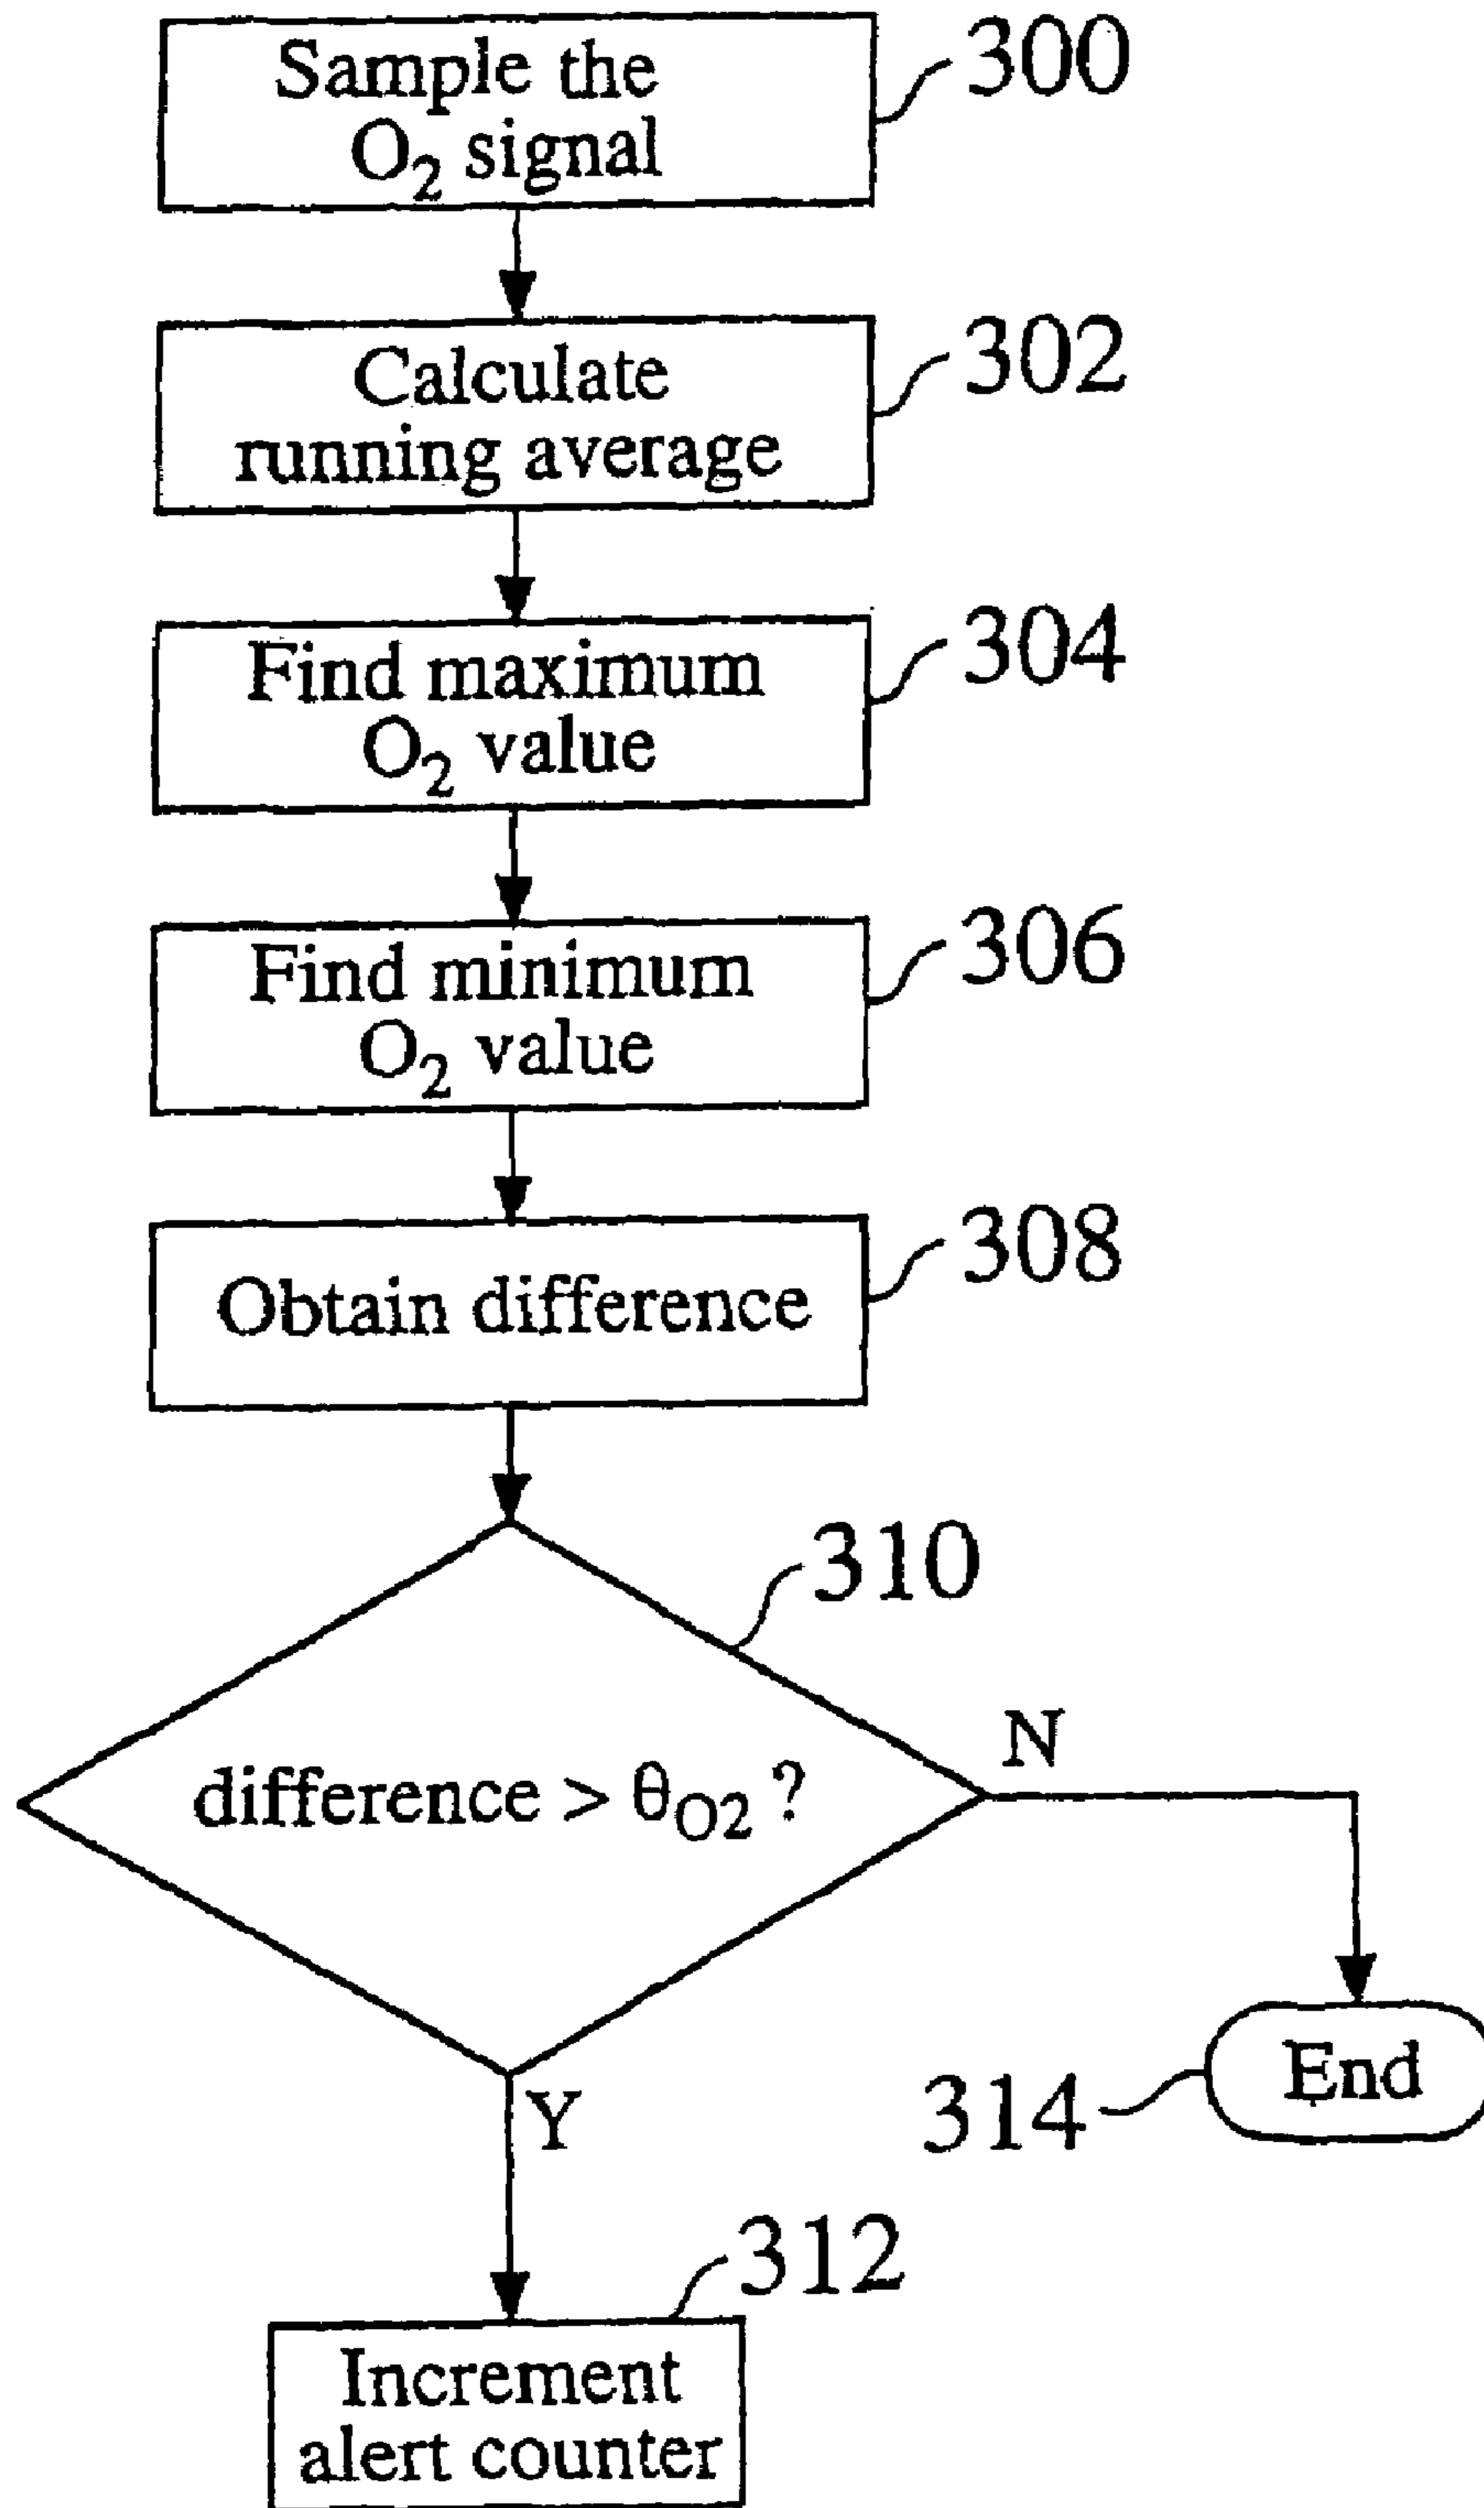 Sample the
O₂ signal
300
Calculate
running average
302
Find maximum
O₂ value
304
Find minimum
O₂ value
306
Obtain difference
308
310
difference > θO2 ?
N
Y
End
314
312
Increment
alert counter